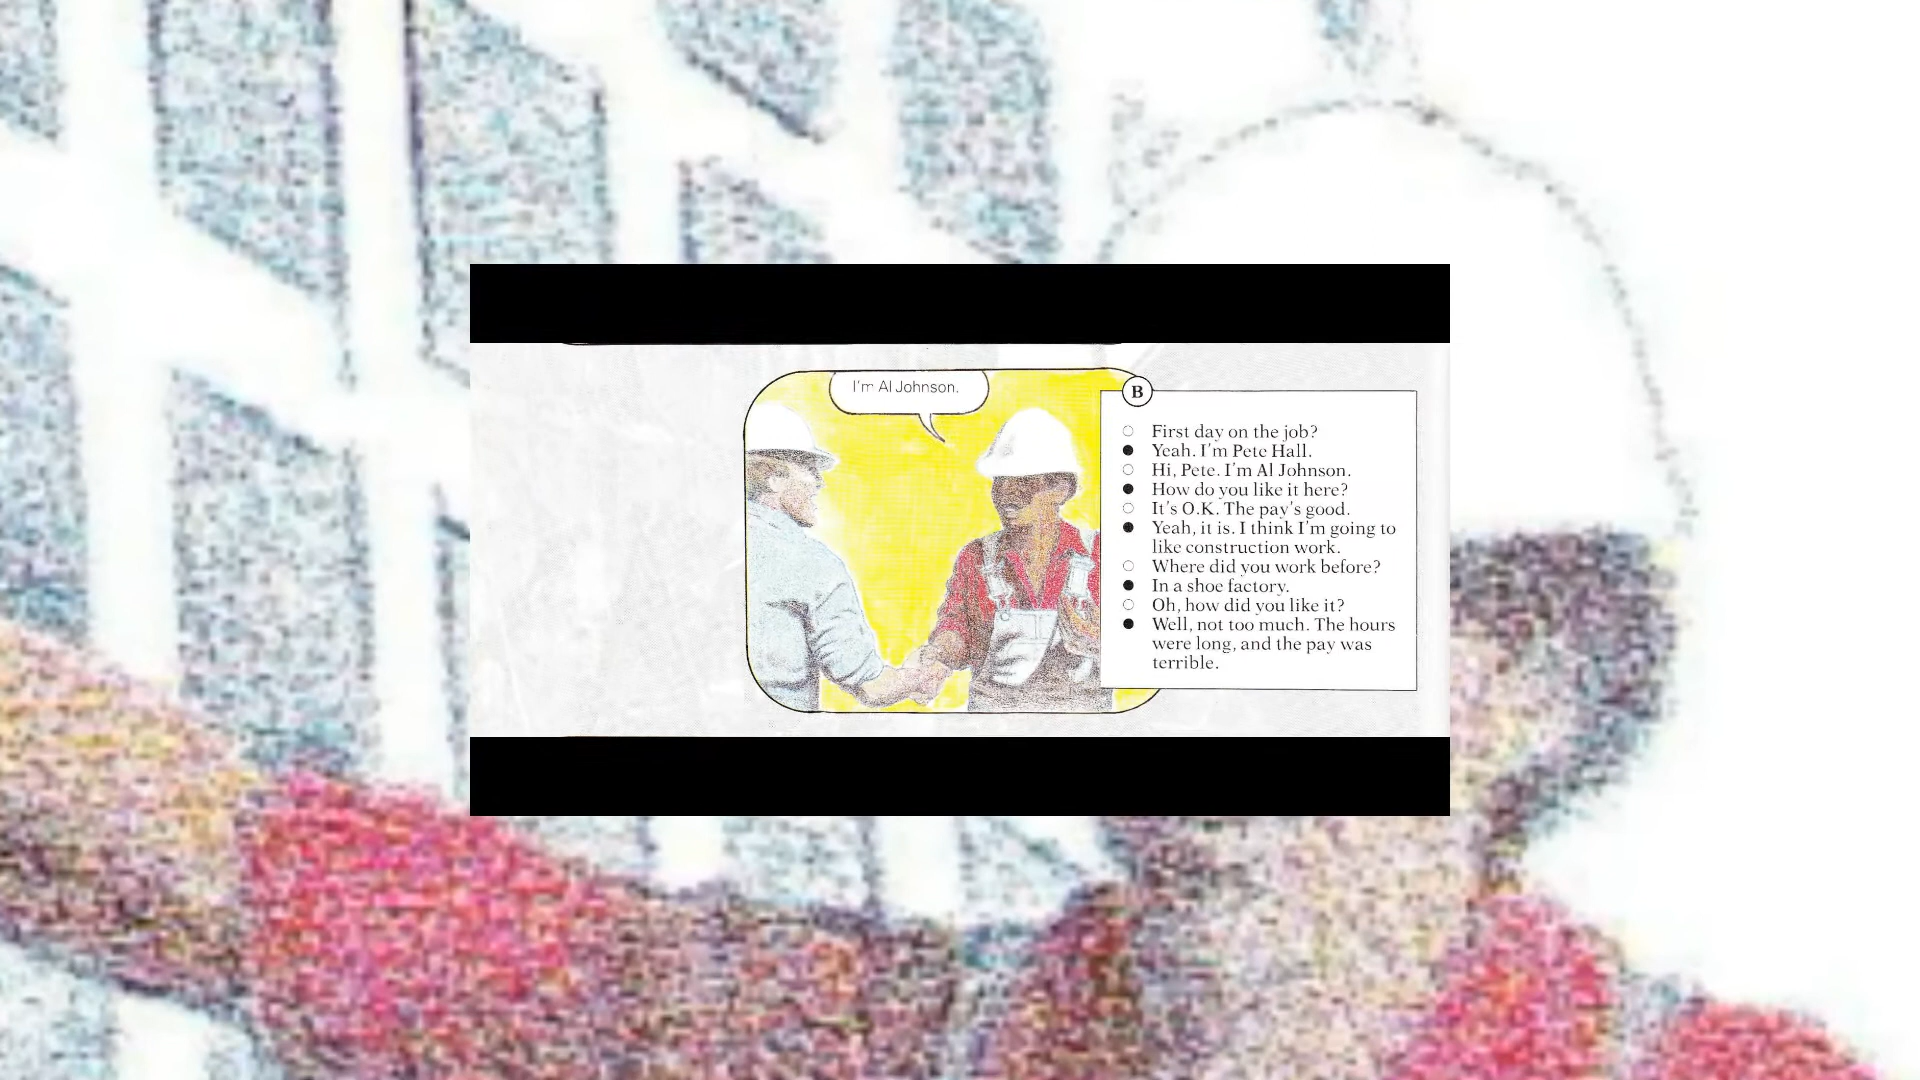 I'm Al Johnson.
B
○ First day on the job?
● Yeah. I'm Pete Hall.
○ Hi, Pete. I'm Al Johnson.
● How do you like it here?
○ It's O.K. The pay's good.
● Yeah, it is. I think I'm going to
like construction work.
○ Where did you work before?
● In a shoe factory.
○ Oh, how did you like it?
● Well, not too much. The hours
were long, and the pay was
terrible.